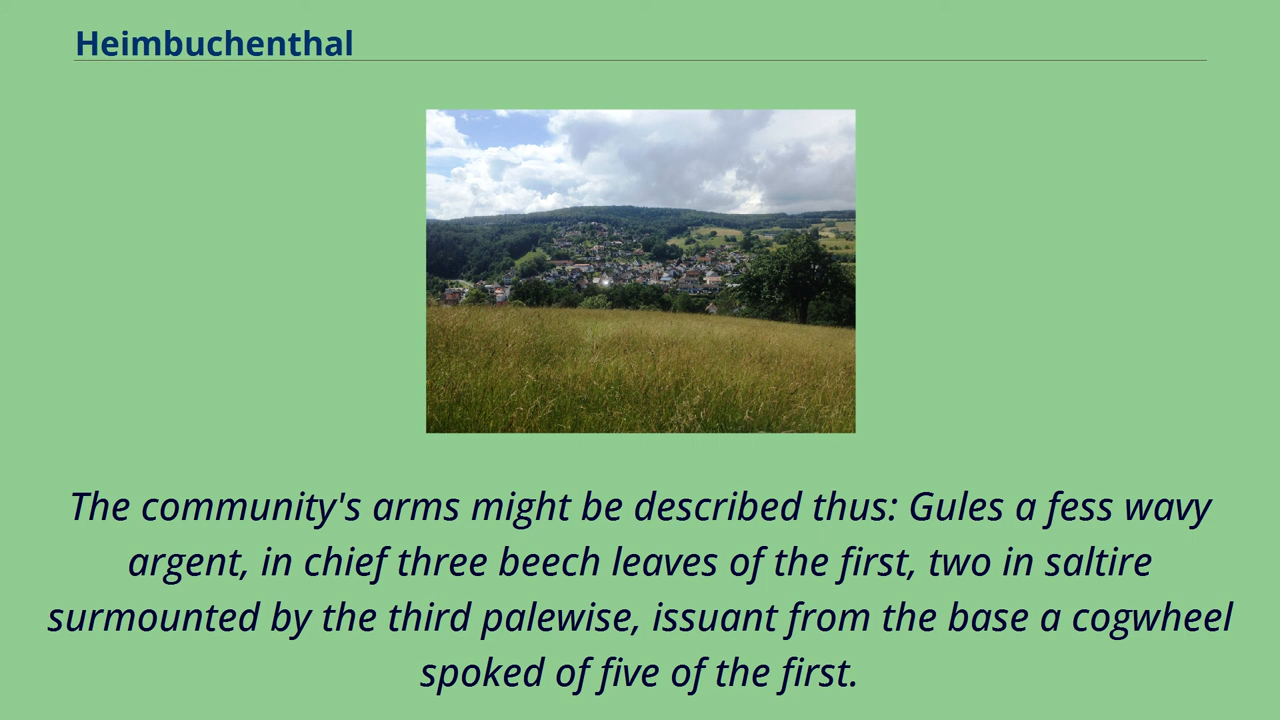 Heimbuchenthal
The community's arms might be described thus: Gules a fess wavy
argent, in chief three beech leaves of the first, two in saltire
surmounted by the third palewise, issuant from the base a cogwheel
spoked of five of the first.